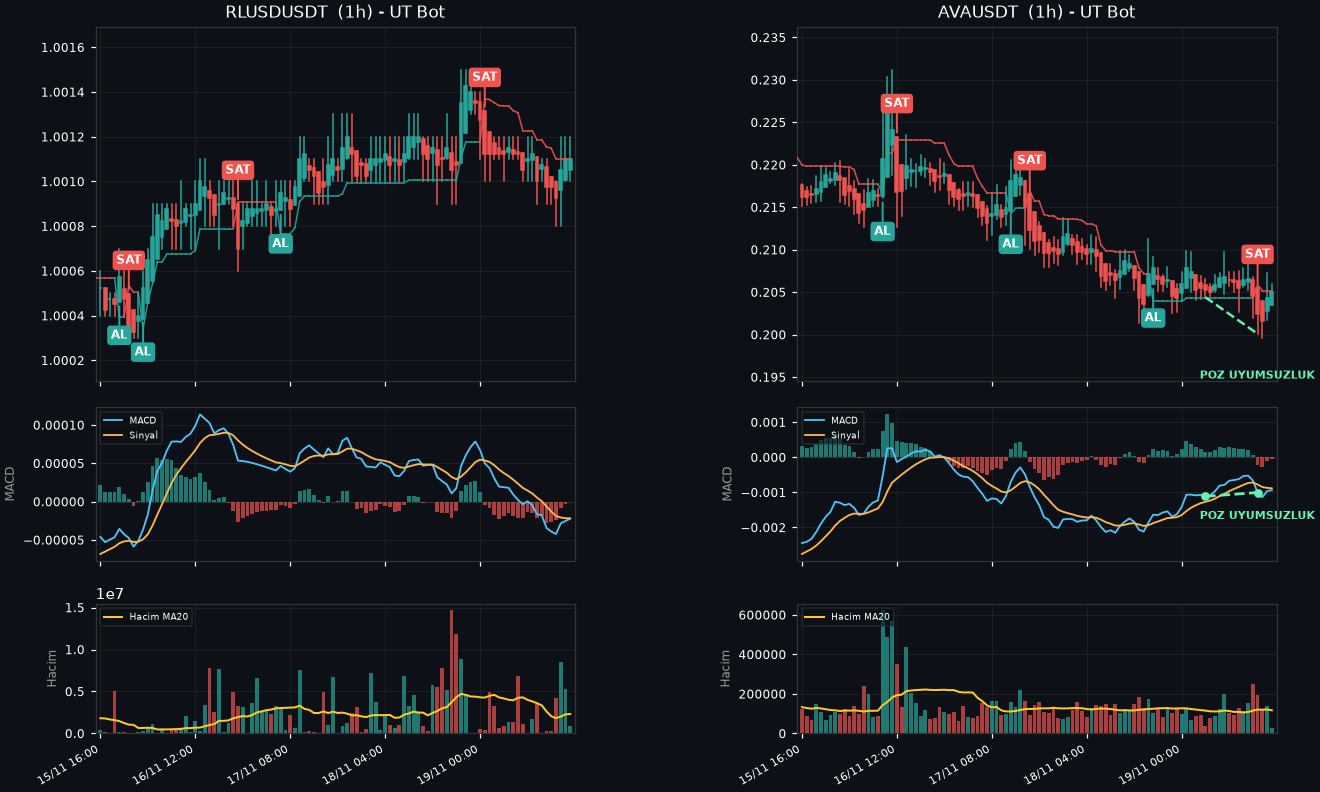 RLUSDUSDT (1h) - UT Bot
1.0016
1.0014
1.0012
1.0010
1.0008
1.0006
1.0004
1.0002
SAT
SAT
SAT
AL
AL
AL
MACD
0.00010
0.00005
0.00000
−0.00005
MACD
Sinyal
1e7
Hacim
1.5
1.0
0.5
0.0
Hacim MA20
15/11 16:00
16/11 12:00
17/11 08:00
18/11 04:00
19/11 00:00
AVAUSDT (1h) - UT Bot
0.235
0.230
0.225
0.220
0.215
0.210
0.205
0.200
0.195
SAT
SAT
SAT
AL
AL
AL
POZ UYUMSUZLUK
MACD
0.001
0.000
−0.001
−0.002
MACD
Sinyal
POZ UYUMSUZLUK
Hacim
600000
400000
200000
0
Hacim MA20
15/11 16:00
16/11 12:00
17/11 08:00
18/11 04:00
19/11 00:00